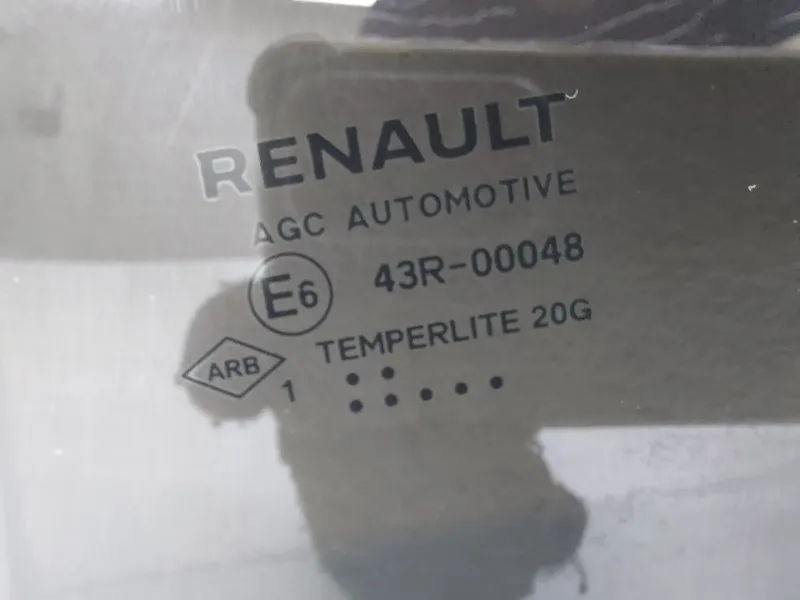 RENAULT
AGC AUTOMOTIVE
E6 43R-00048
ARB TEMPERLITE 20G
1